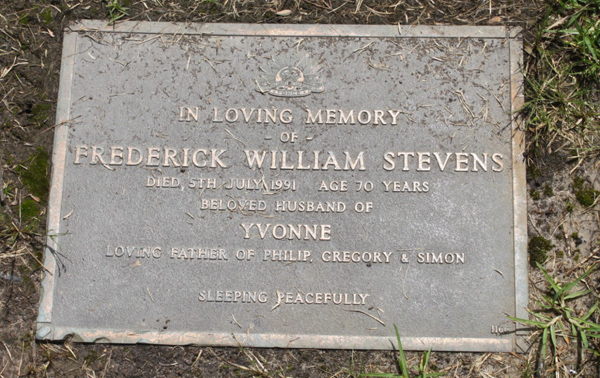 IN LOVING MEMORY
- OF -
FREDERICK WILLIAM STEVENS
DIED, 5TH JULY 1991 AGE 70 YEARS
BELOVED HUSBAND OF
YVONNE
LOVING FATHER OF PHILIP, GREGORY & SIMON
SLEEPING PEACEFULLY
116